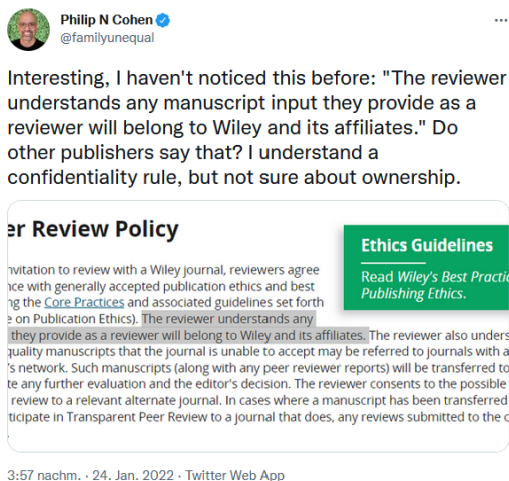 Philip N Cohen
@familyunequal
Interesting, I haven't noticed this before: "The reviewer
understands any manuscript input they provide as a
reviewer will belong to Wiley and its affiliates." Do
other publishers say that? I understand a
confidentiality rule, but not sure about ownership.
er Review Policy
Ethics Guidelines
Read Wiley's Best Practic
Publishing Ethics.
nvitation to review with a Wiley journal, reviewers agree
nce with generally accepted publication ethics and best
ng the Core Practices and associated guidelines set forth
e on Publication Ethics). The reviewer understands any
they provide as a reviewer will belong to Wiley and its affiliates. The reviewer also unders
quality manuscripts that the journal is unable to accept may be referred to journals with a
's network. Such manuscripts (along with any peer reviewer reports) will be transferred to
te any further evaluation and the editor's decision. The reviewer consents to the possible
review to a relevant alternate journal. In cases where a manuscript has been transferred
ticipate in Transparent Peer Review to a journal that does, any reviews submitted to the
3:57 nachm. · 24. Jan. 2022 · Twitter Web App